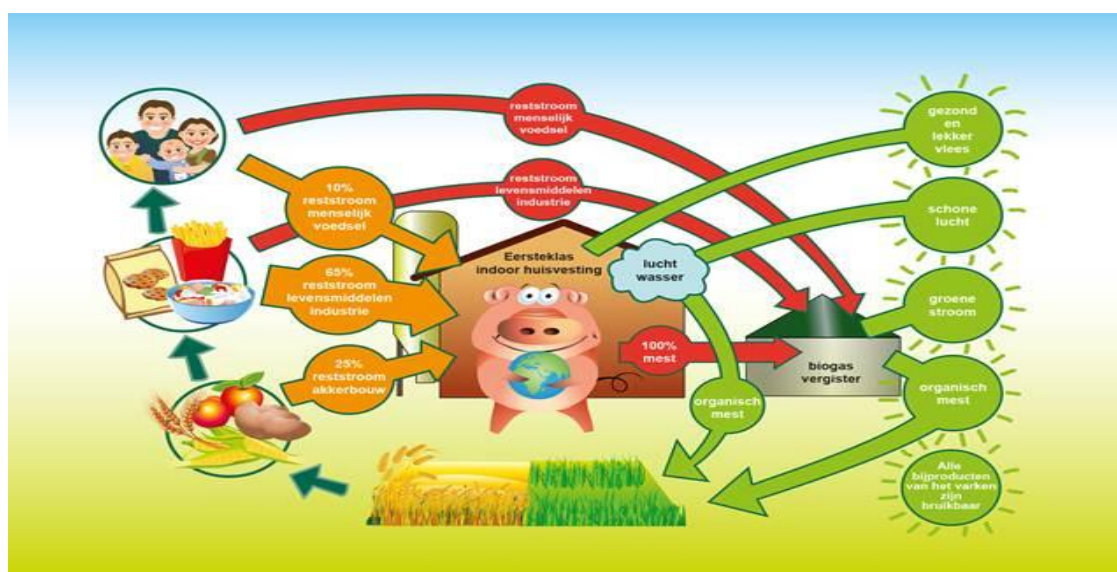 reststroom
menselijk
voedsel
gezond
en
lekker
vlees
10%
reststroom
menselijk
voedsel
reststroom
levensmiddelen
industrie
schone
lucht
Eersteklas
indoor huisvesting
lucht
wasser
65%
reststroom
levensmiddelen
industrie
groene
stroom
100%
mest
biogas
vergister
25%
reststroom
akkerbouw
organisch
mest
organisch
mest
Alle
bijproducten
van het varken
zijn
bruikbaar